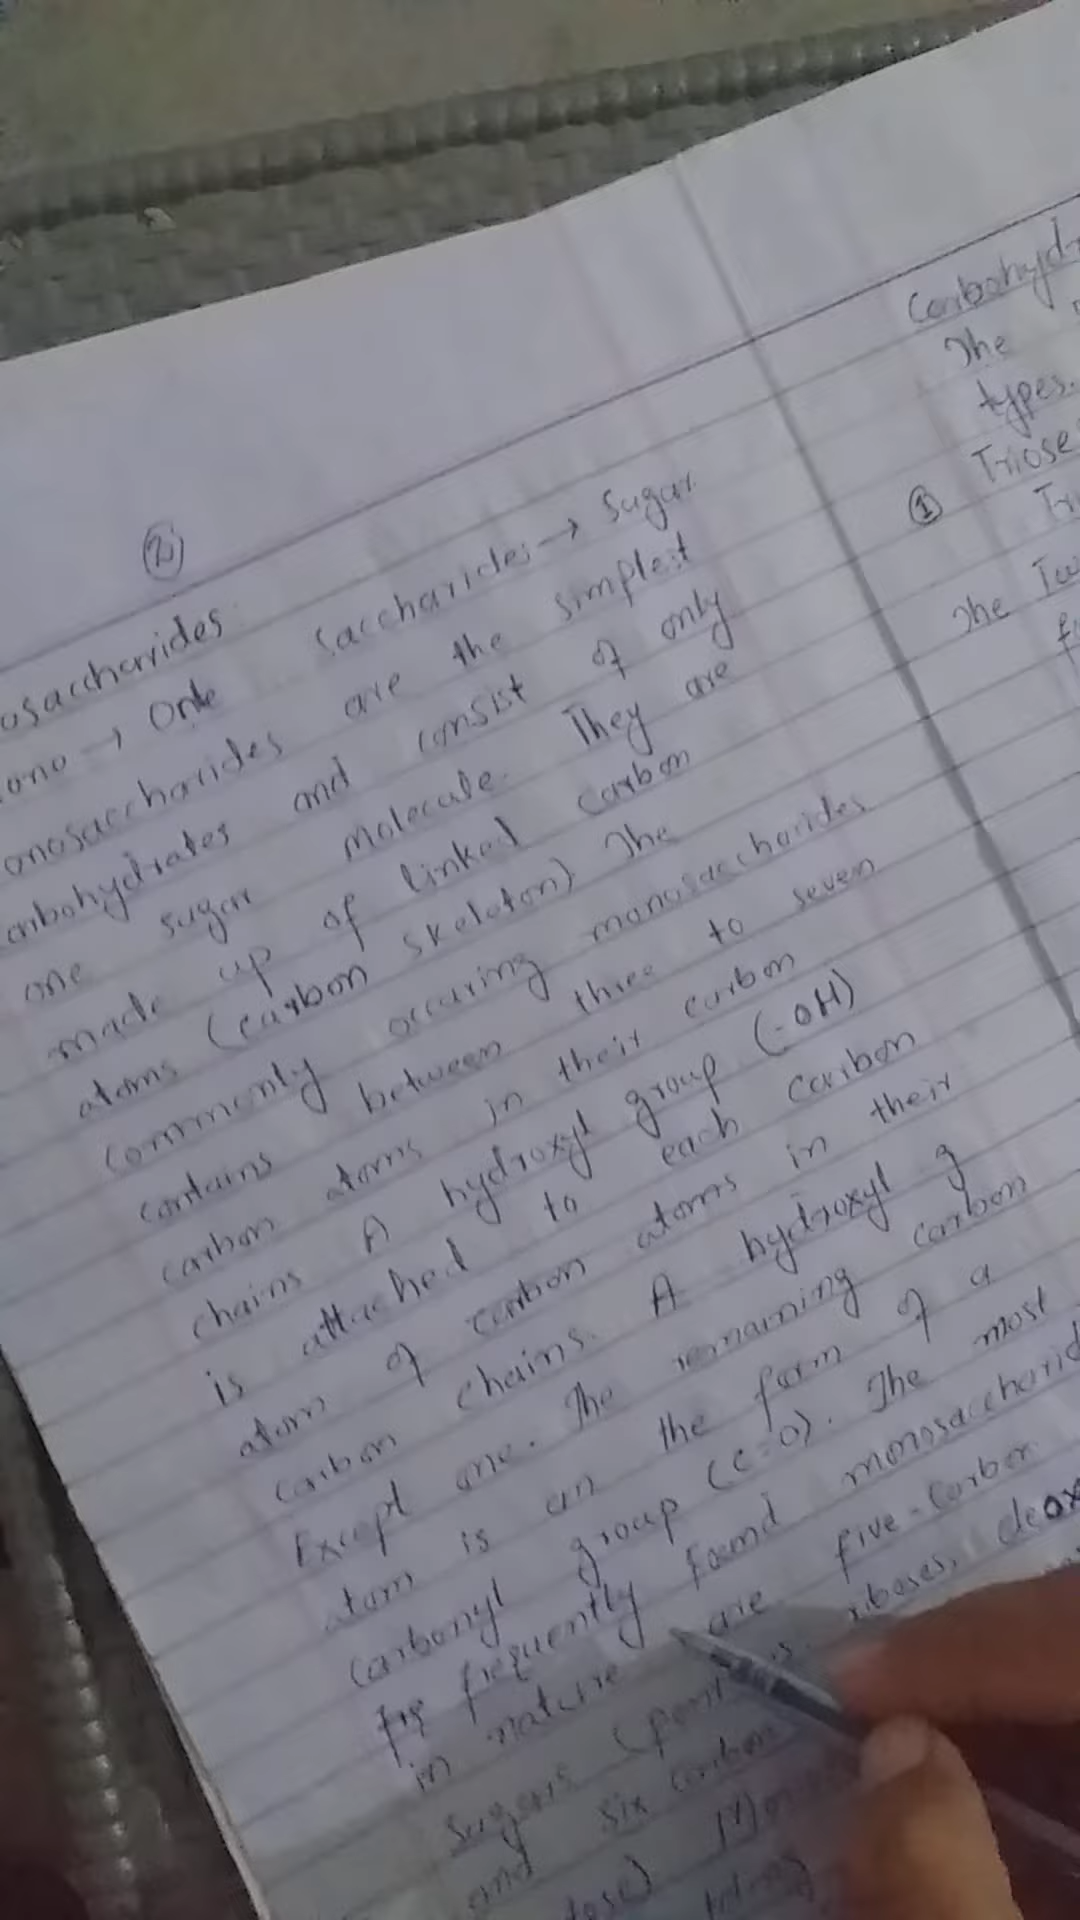 ②
osaccharides
ono → One saccharides → Sugar.
onosaccharides are the simplest
arbohydrates and consist of only
one sugar molecule. They are
made up of linked carbon
atoms (carbon skeleton). The
commonly occuring monosaccharides
contains between three to seven
carbon atoms in their carbon
chains. A hydroxyl group (-OH)
is attached to each carbon
atom of carbon atoms in their
carbon chains. A hydroxyl g
Except one. The remaining carbon
atom is in the form of a
carbonyl group (C=O). The most
frequently found monosaccharid
in nature are five-carbon
sugars riboses, deox
and six carbon
tose)
Carbohyd
The
types.
① Triose
Tri
The